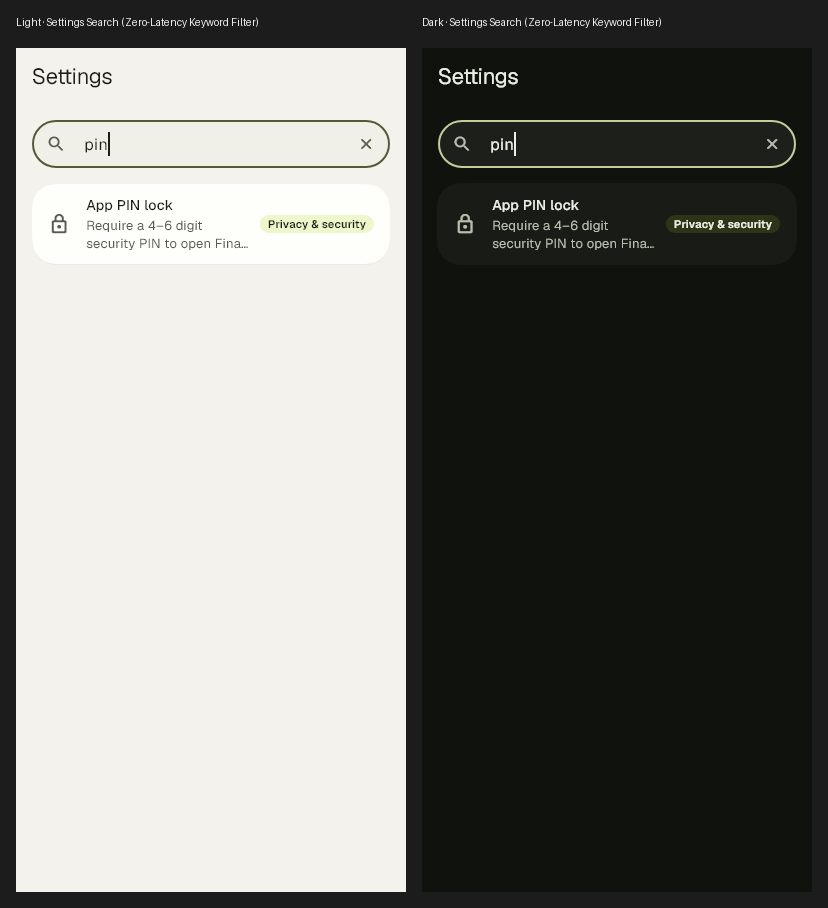 Light · Settings Search (Zero-Latency Keyword Filter)
Settings
pin
App PIN lock
Require a 4–6 digit
security PIN to open Fina…
Privacy & security
Dark · Settings Search (Zero-Latency Keyword Filter)
Settings
pin
App PIN lock
Require a 4–6 digit
security PIN to open Fina…
Privacy & security